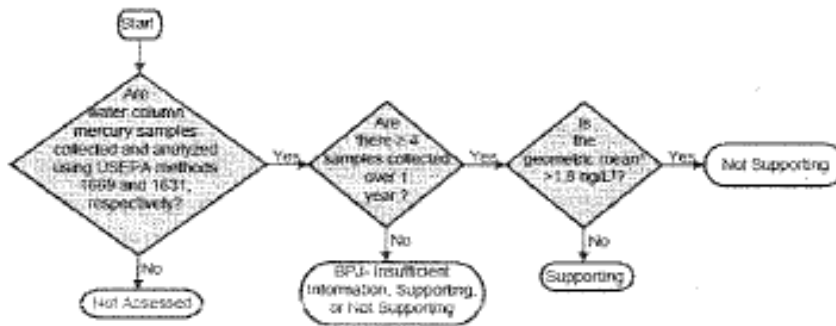 Start
Are
water column
mercury samples
collected and analyzed
using USEPA methods
1669 and 1631,
respectively?
Yes
Are
there ≥ 4
samples collected
over 1
year ?
Yes
Is
the
geometric mean
>1.8 ng/L?
Yes
Not Supporting
No
Not Assessed
No
BPJ- Insufficient
Information, Supporting,
or Not Supporting
No
Supporting